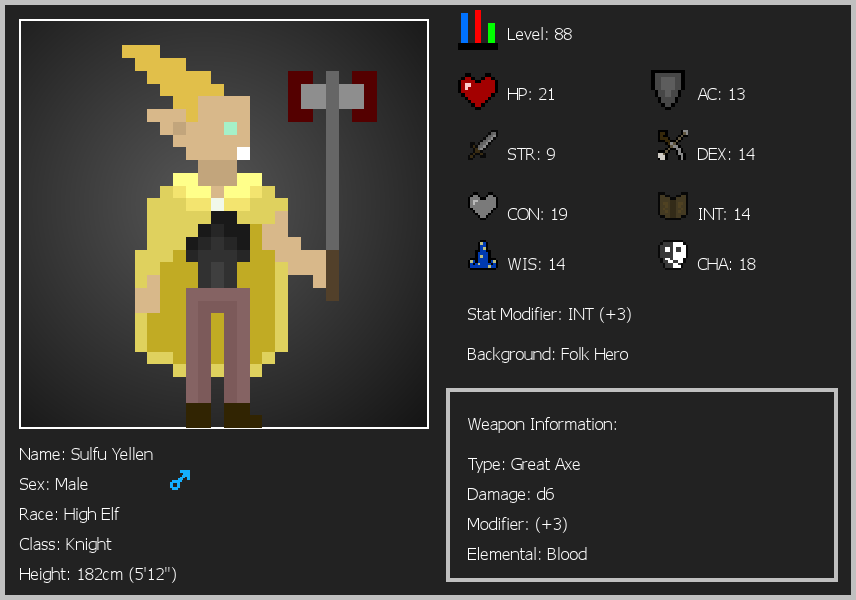 Level: 88
HP: 21
AC: 13
STR: 9
DEX: 14
CON: 19
INT: 14
WIS: 14
CHA: 18
Stat Modifier: INT (+3)
Background: Folk Hero
Weapon Information:
Type: Great Axe
Damage: d6
Modifier: (+3)
Elemental: Blood
Name: Sulfu Yellen
Sex: Male
Race: High Elf
Class: Knight
Height: 182cm (5'12")